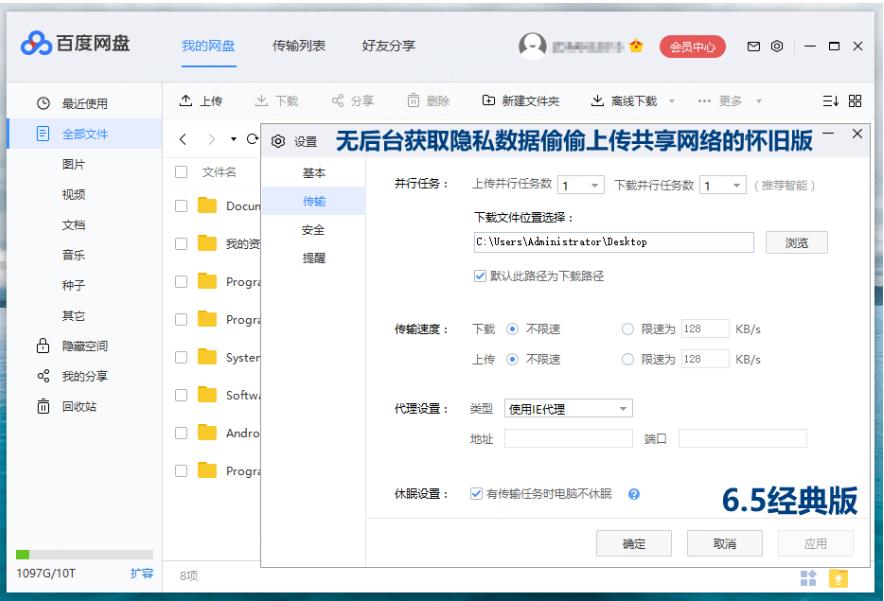 百度网盘
我的网盘 传输列表 好友分享
会员中心
上传 下载 分享 删除 新建文件夹 离线下载 更多
最近使用
全部文件
图片
视频
文档
音乐
种子
其它
隐藏空间
我的分享
回收站
1097G/10T 扩容
文件名
Docun
我的资
Progra
Progra
System
Softwa
Andro
Progra
8项
设置
无后台获取隐私数据偷偷上传共享网络的怀旧版
基本
传输
安全
提醒
并行任务： 上传并行任务数 1 下载并行任务数 1 (推荐智能)
下载文件位置选择：
C:\Users\Administrator\Desktop 浏览
默认此路径为下载路径
传输速度： 下载 不限速 限速为 128 KB/s
上传 不限速 限速为 128 KB/s
代理设置： 类型 使用IE代理
地址 端口
休眠设置： 有传输任务时电脑不休眠 ?
6.5经典版
确定 取消 应用